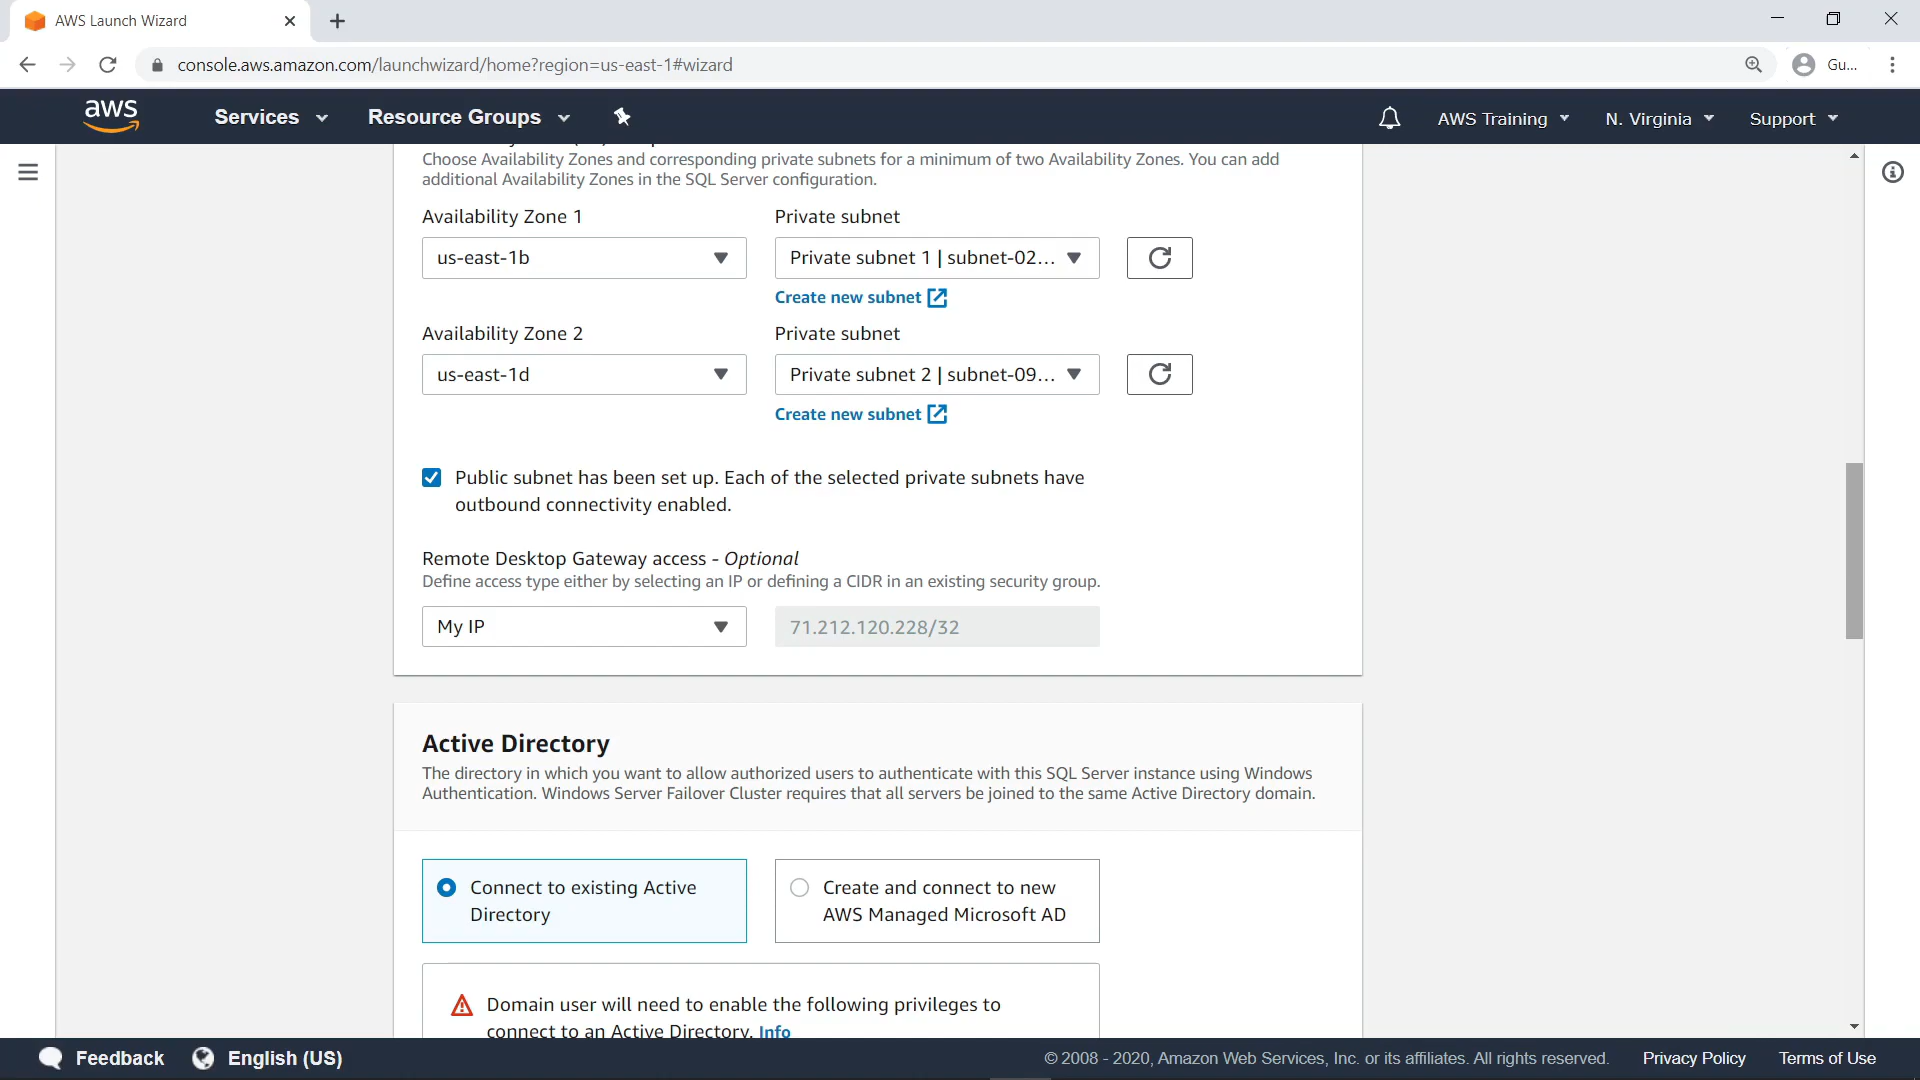 AWS Launch Wizard
console.aws.amazon.com/launchwizard/home?region=us-east-1#wizard
Gu...
aws
Services
Resource Groups
AWS Training
N. Virginia
Support
Choose Availability Zones and corresponding private subnets for a minimum of two Availability Zones. You can add
additional Availability Zones in the SQL Server configuration.
Availability Zone 1
Private subnet
us-east-1b
Private subnet 1 | subnet-02...
Create new subnet
Availability Zone 2
Private subnet
us-east-1d
Private subnet 2 | subnet-09...
Create new subnet
Public subnet has been set up. Each of the selected private subnets have
outbound connectivity enabled.
Remote Desktop Gateway access - Optional
Define access type either by selecting an IP or defining a CIDR in an existing security group.
My IP
71.212.120.228/32
Active Directory
The directory in which you want to allow authorized users to authenticate with this SQL Server instance using Windows
Authentication. Windows Server Failover Cluster requires that all servers be joined to the same Active Directory domain.
Connect to existing Active
Directory
Create and connect to new
AWS Managed Microsoft AD
Domain user will need to enable the following privileges to
connect to an Active Directory. Info
Feedback
English (US)
© 2008 - 2020, Amazon Web Services, Inc. or its affiliates. All rights reserved.
Privacy Policy
Terms of Use